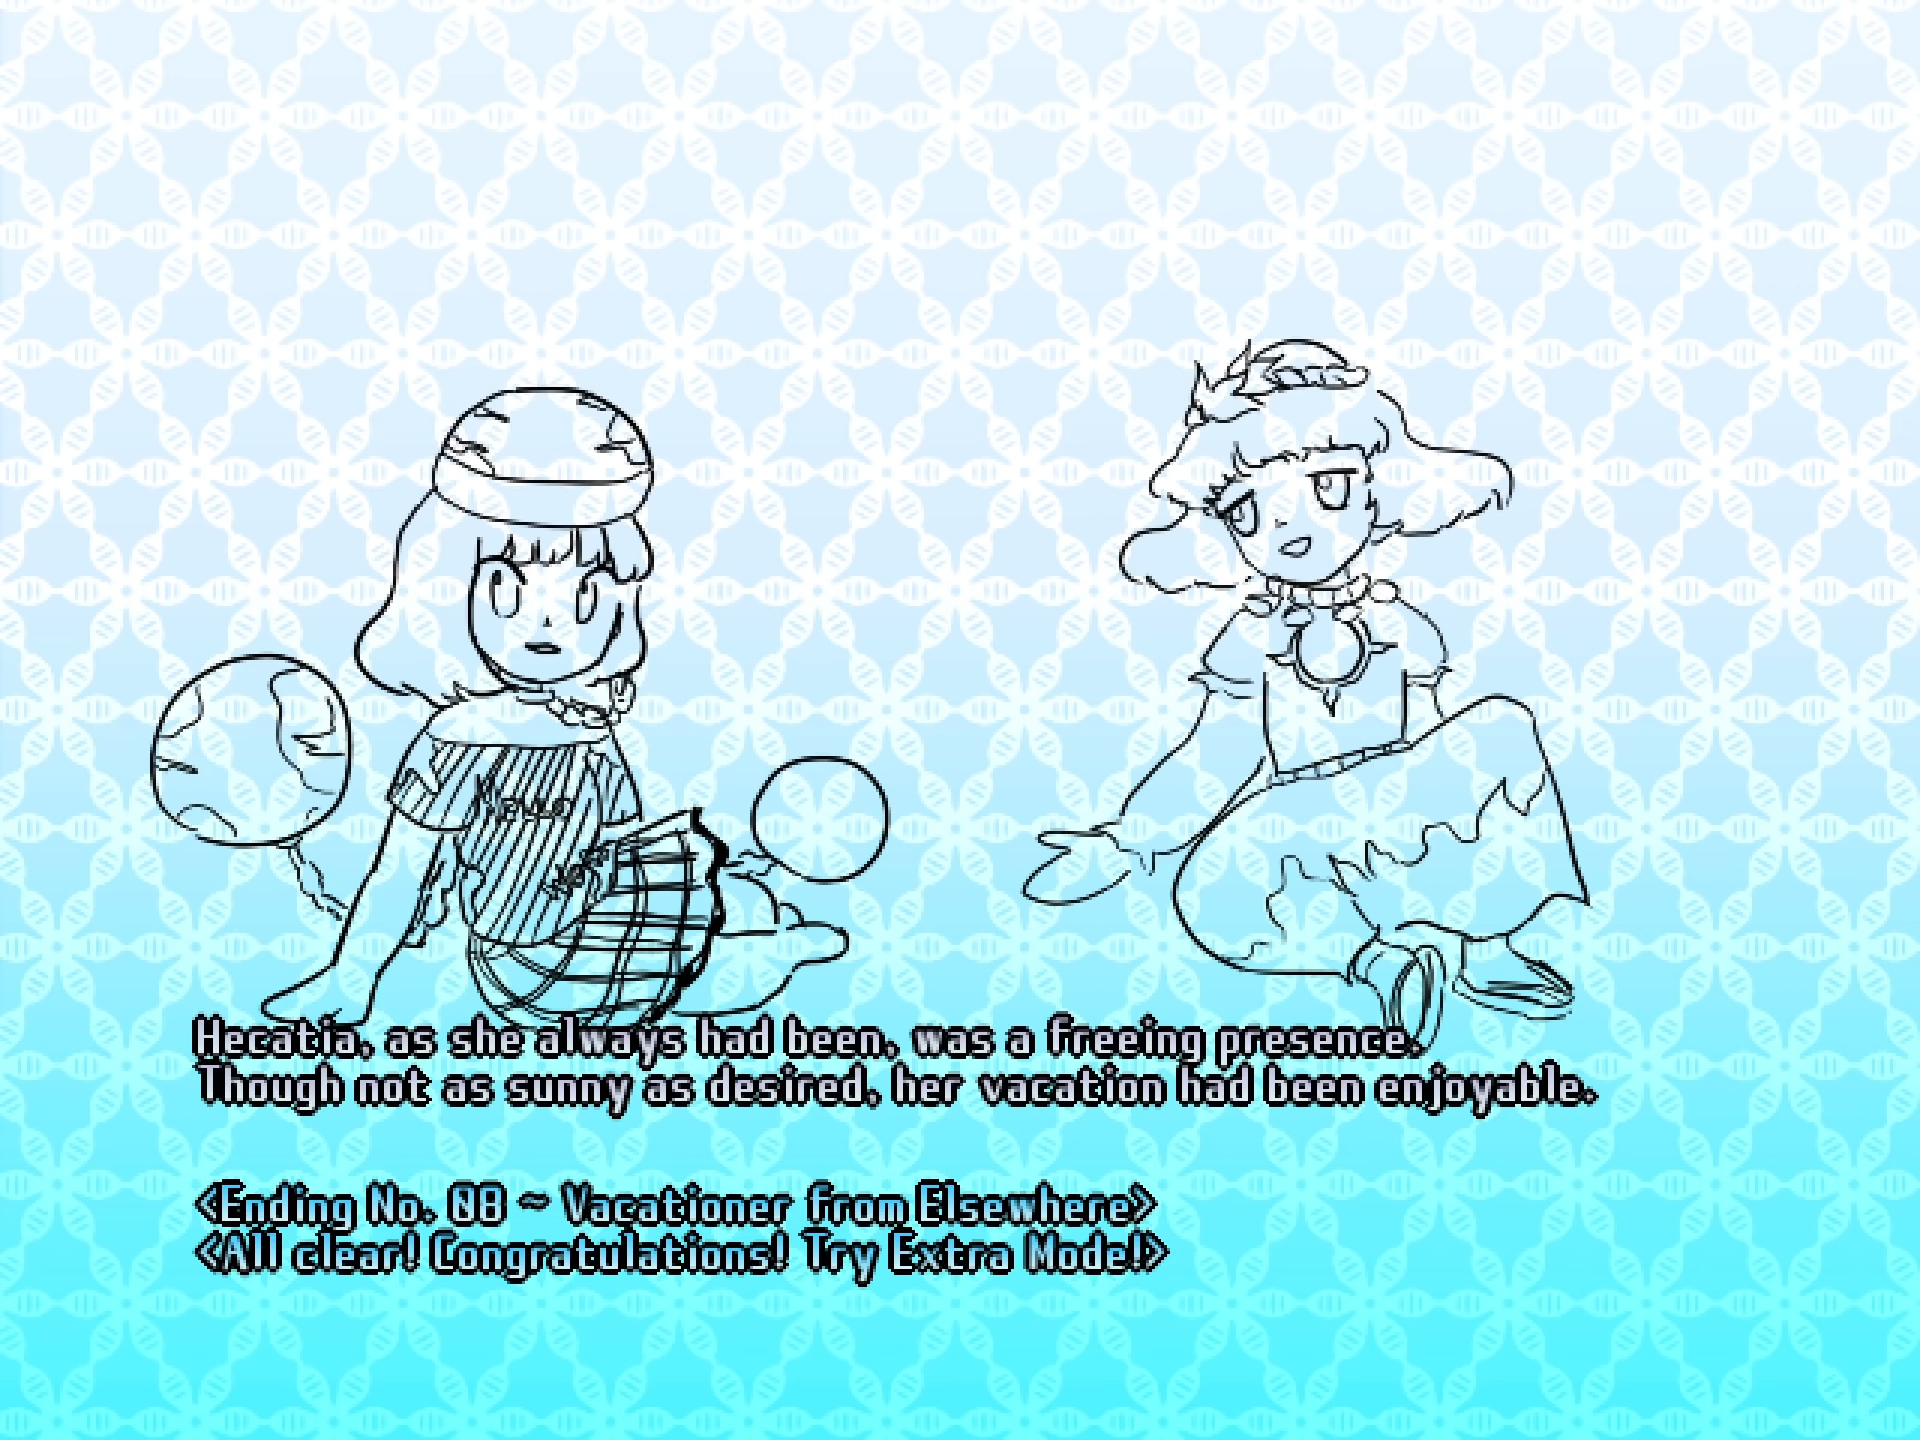 Hecatia, as she always had been, was a freeing presence.
Though not as sunny as desired, her vacation had been enjoyable.
<Ending No. 08 ~ Vacationer from Elsewhere>
<All clear! Congratulations! Try Extra Mode!>